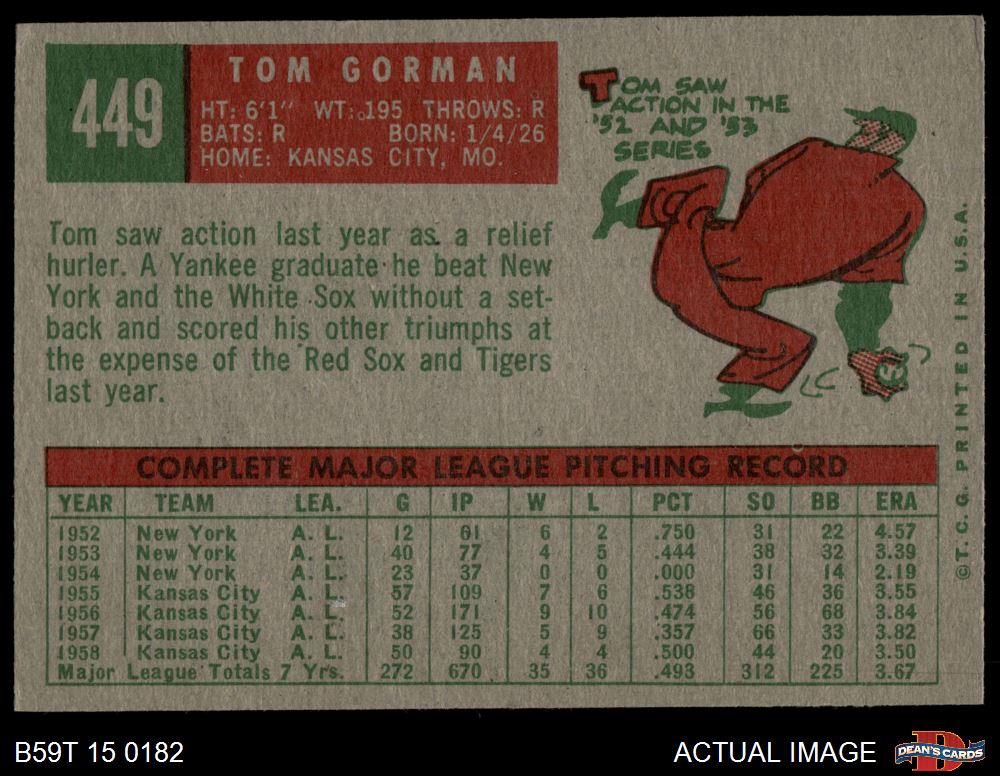 449
TOM GORMAN
HT: 6'1" WT: 195 THROWS: R
BATS: R BORN: 1/4/26
HOME: KANSAS CITY, MO.
TOM SAW
ACTION IN THE
'52 AND '53
SERIES
Tom saw action last year as a relief
hurler. A Yankee graduate he beat New
York and the White Sox without a set-
back and scored his other triumphs at
the expense of the Red Sox and Tigers
last year.
COMPLETE MAJOR LEAGUE PITCHING RECORD
YEAR TEAM LEA. G IP W L PCT SO BB ERA
1952 New York A. L. 12 61 6 2 .750 31 22 4.57
1953 New York A. L. 40 77 4 5 .444 38 32 3.39
1954 New York A. L. 23 37 0 0 .000 31 14 2.19
1955 Kansas City A. L. 57 109 7 6 .538 46 36 3.55
1956 Kansas City A. L. 52 171 9 10 .474 56 68 3.84
1957 Kansas City A. L. 38 125 5 9 .357 66 33 3.82
1958 Kansas City A. L. 50 90 4 4 .500 44 20 3.50
Major League Totals 7 Yrs. 272 670 35 36 .493 312 225 3.67
©T.C.G. PRINTED IN U.S.A.
B59T 15 0182
ACTUAL IMAGE
DEAN'S CARDS